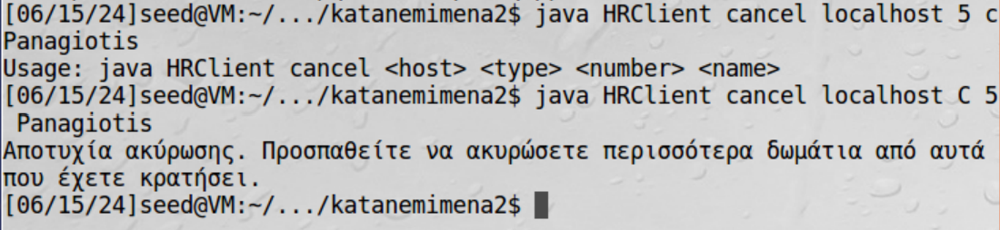 [06/15/24]seed@VM:~/.../katanemimena2$ java HRClient cancel localhost 5 c
Panagiotis
Usage: java HRClient cancel <host> <type> <number> <name>
[06/15/24]seed@VM:~/.../katanemimena2$ java HRClient cancel localhost C 5
 Panagiotis
Αποτυχία ακύρωσης. Προσπαθείτε να ακυρώσετε περισσότερα δωμάτια από αυτά
που έχετε κρατήσει.
[06/15/24]seed@VM:~/.../katanemimena2$